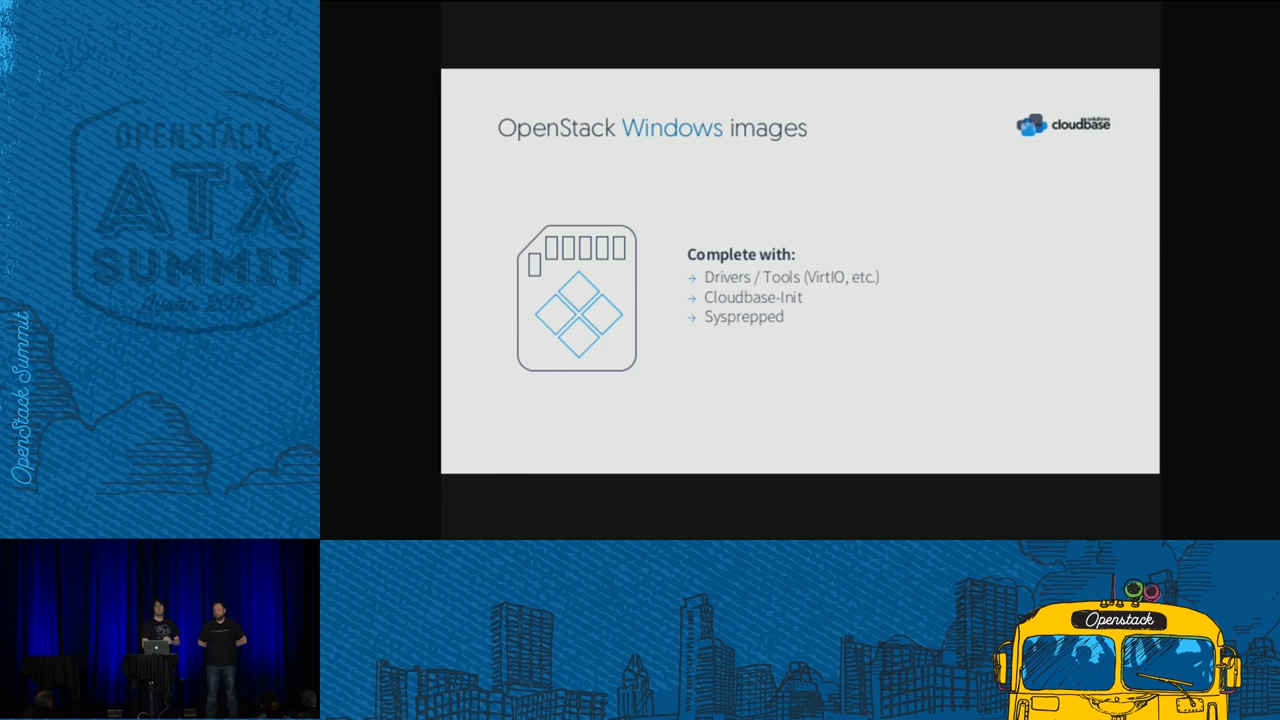 OPENSTACK
ATX
SUMMIT
Austin 2016
OpenStack Summit
OpenStack Windows images
cloudbase
solutions
Complete with:
→ Drivers / Tools (VirtIO, etc.)
→ Cloudbase-Init
→ Sysprepped
Openstack